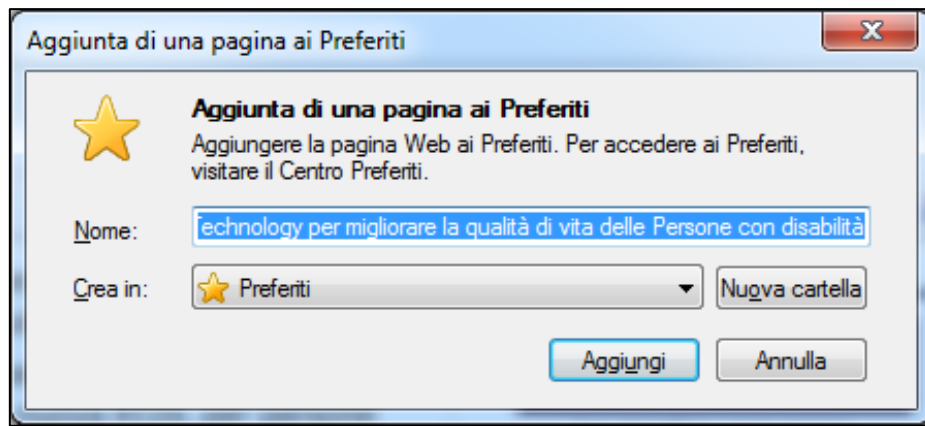 Aggiunta di una pagina ai Preferiti
Aggiunta di una pagina ai Preferiti
Aggiungere la pagina Web ai Preferiti. Per accedere ai Preferiti,
visitare il Centro Preferiti.
Nome: Technology per migliorare la qualità di vita delle Persone con disabilità
Crea in: Preferiti Nuova cartella
Aggiungi Annulla